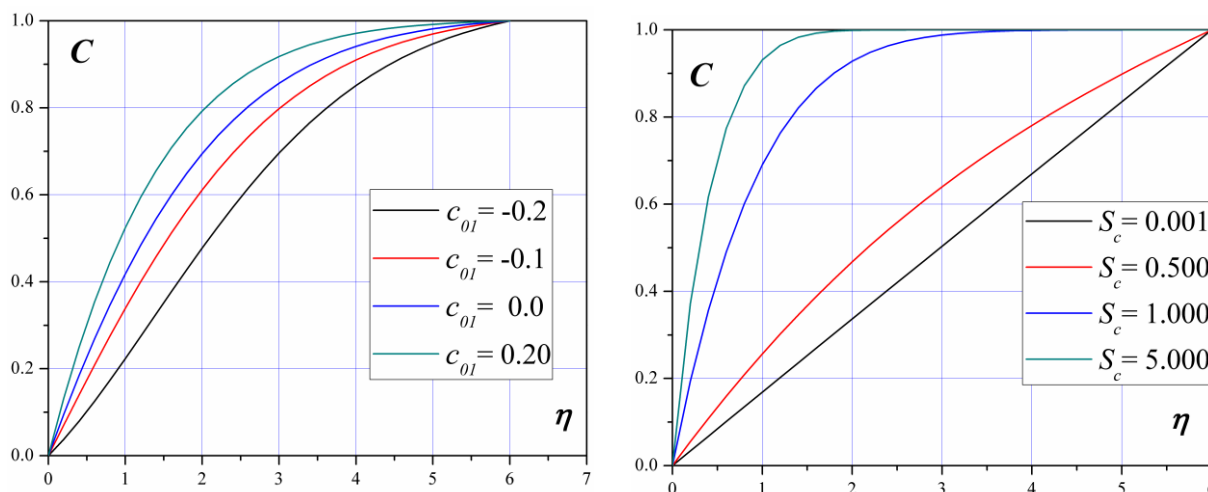 C
1.0
0.8
0.6
0.4
0.2
0.0
c01 = -0.2
c01 = -0.1
c01 = 0.0
c01 = 0.20
η
0 1 2 3 4 5 6 7
C
1.0
0.8
0.6
0.4
0.2
0.0
Sc = 0.001
Sc = 0.500
Sc = 1.000
Sc = 5.000
η
0 1 2 3 4 5 6